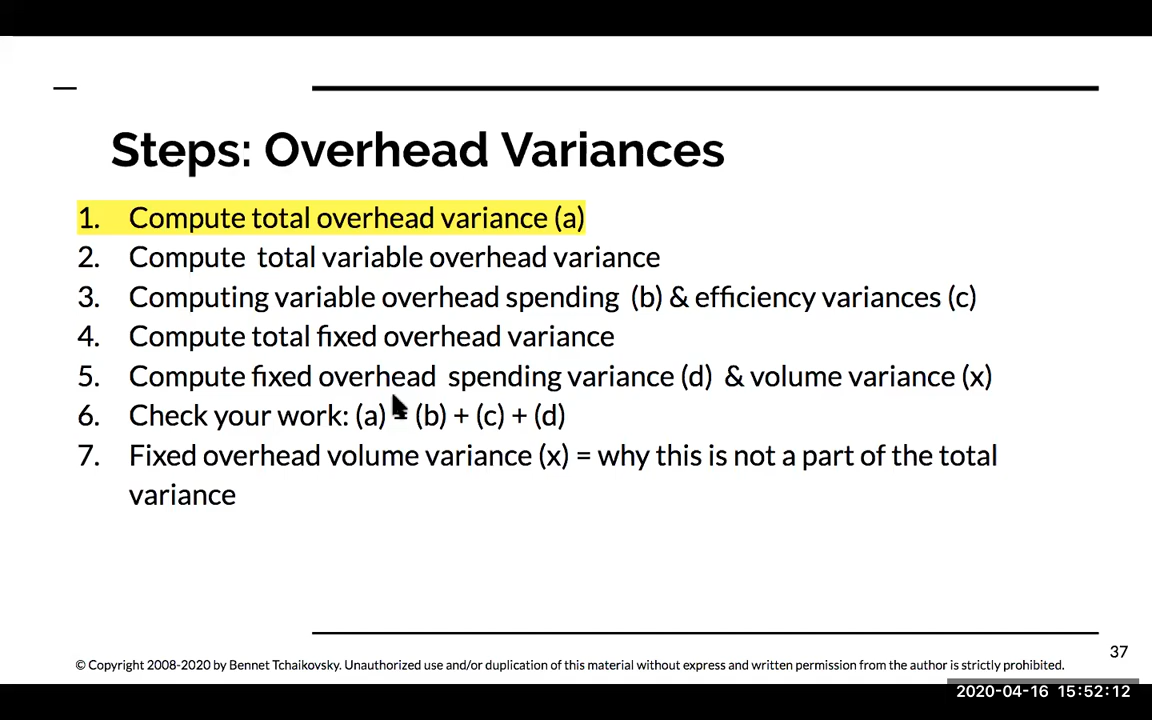 Steps: Overhead Variances
1. Compute total overhead variance (a)
2. Compute total variable overhead variance
3. Computing variable overhead spending (b) & efficiency variances (c)
4. Compute total fixed overhead variance
5. Compute fixed overhead spending variance (d) & volume variance (x)
6. Check your work: (a) = (b) + (c) + (d)
7. Fixed overhead volume variance (x) = why this is not a part of the total
variance
37
© Copyright 2008-2020 by Bennet Tchaikovsky. Unauthorized use and/or duplication of this material without express and written permission from the author is strictly prohibited.
2020-04-16 15:52:12